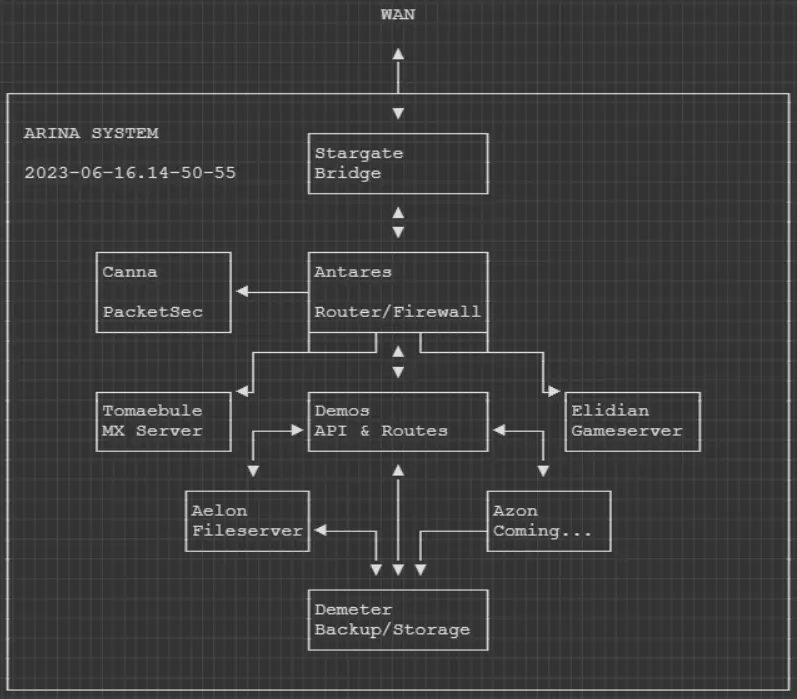 WAN
ARINA SYSTEM
2023-06-16.14-50-55
Stargate
Bridge
Canna
PacketSec
Antares
Router/Firewall
Tomaebule
MX Server
Demos
API & Routes
Elidian
Gameserver
Aelon
Fileserver
Azon
Coming...
Demeter
Backup/Storage